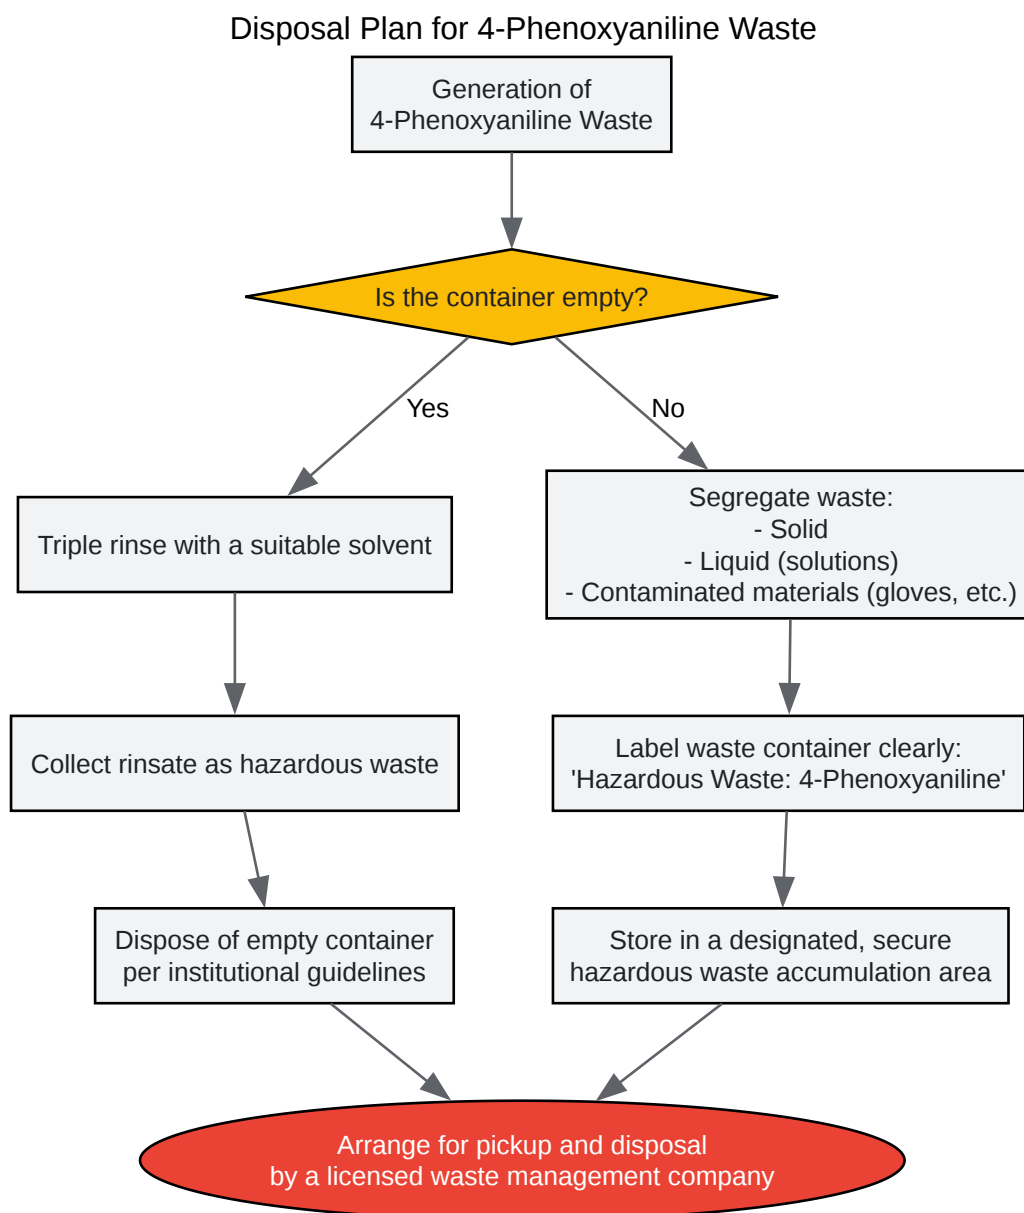 Disposal Plan for 4-Phenoxyaniline Waste
Generation of
4-Phenoxyaniline Waste
Is the container empty?
Yes
No
Triple rinse with a suitable solvent
Segregate waste:
- Solid
- Liquid (solutions)
- Contaminated materials (gloves, etc.)
Collect rinsate as hazardous waste
Label waste container clearly:
'Hazardous Waste: 4-Phenoxyaniline'
Dispose of empty container
per institutional guidelines
Store in a designated, secure
hazardous waste accumulation area
Arrange for pickup and disposal
by a licensed waste management company